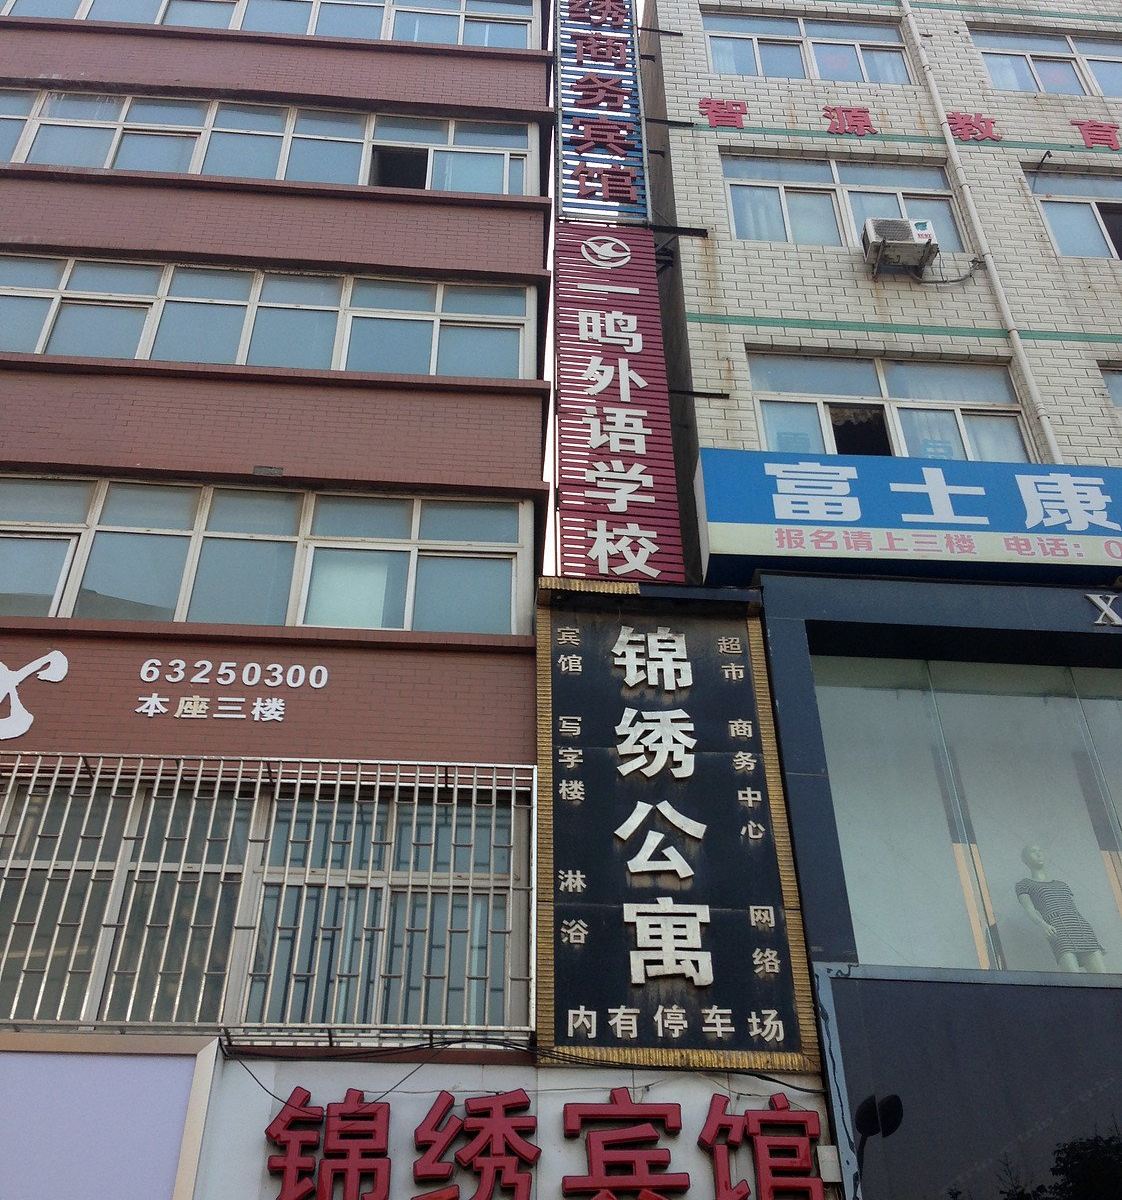 绣商务宾馆
智源教育
一鸣外语学校
富士康
报名请上三楼 电话：0
X
63250300
本座三楼
锦绣公寓
宾馆 写字楼 淋浴
超市 商务中心 网络
内有停车场
锦绣宾馆